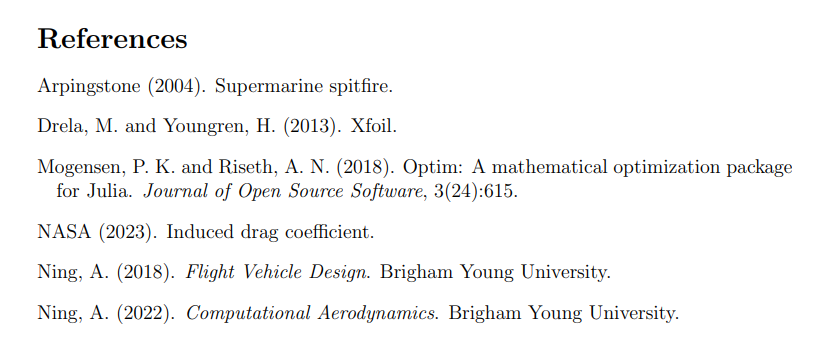 References
Arpingstone (2004). Supermarine spitfire.
Drela, M. and Youngren, H. (2013). Xfoil.
Mogensen, P. K. and Riseth, A. N. (2018). Optim: A mathematical optimization package
for Julia. Journal of Open Source Software, 3(24):615.
NASA (2023). Induced drag coefficient.
Ning, A. (2018). Flight Vehicle Design. Brigham Young University.
Ning, A. (2022). Computational Aerodynamics. Brigham Young University.